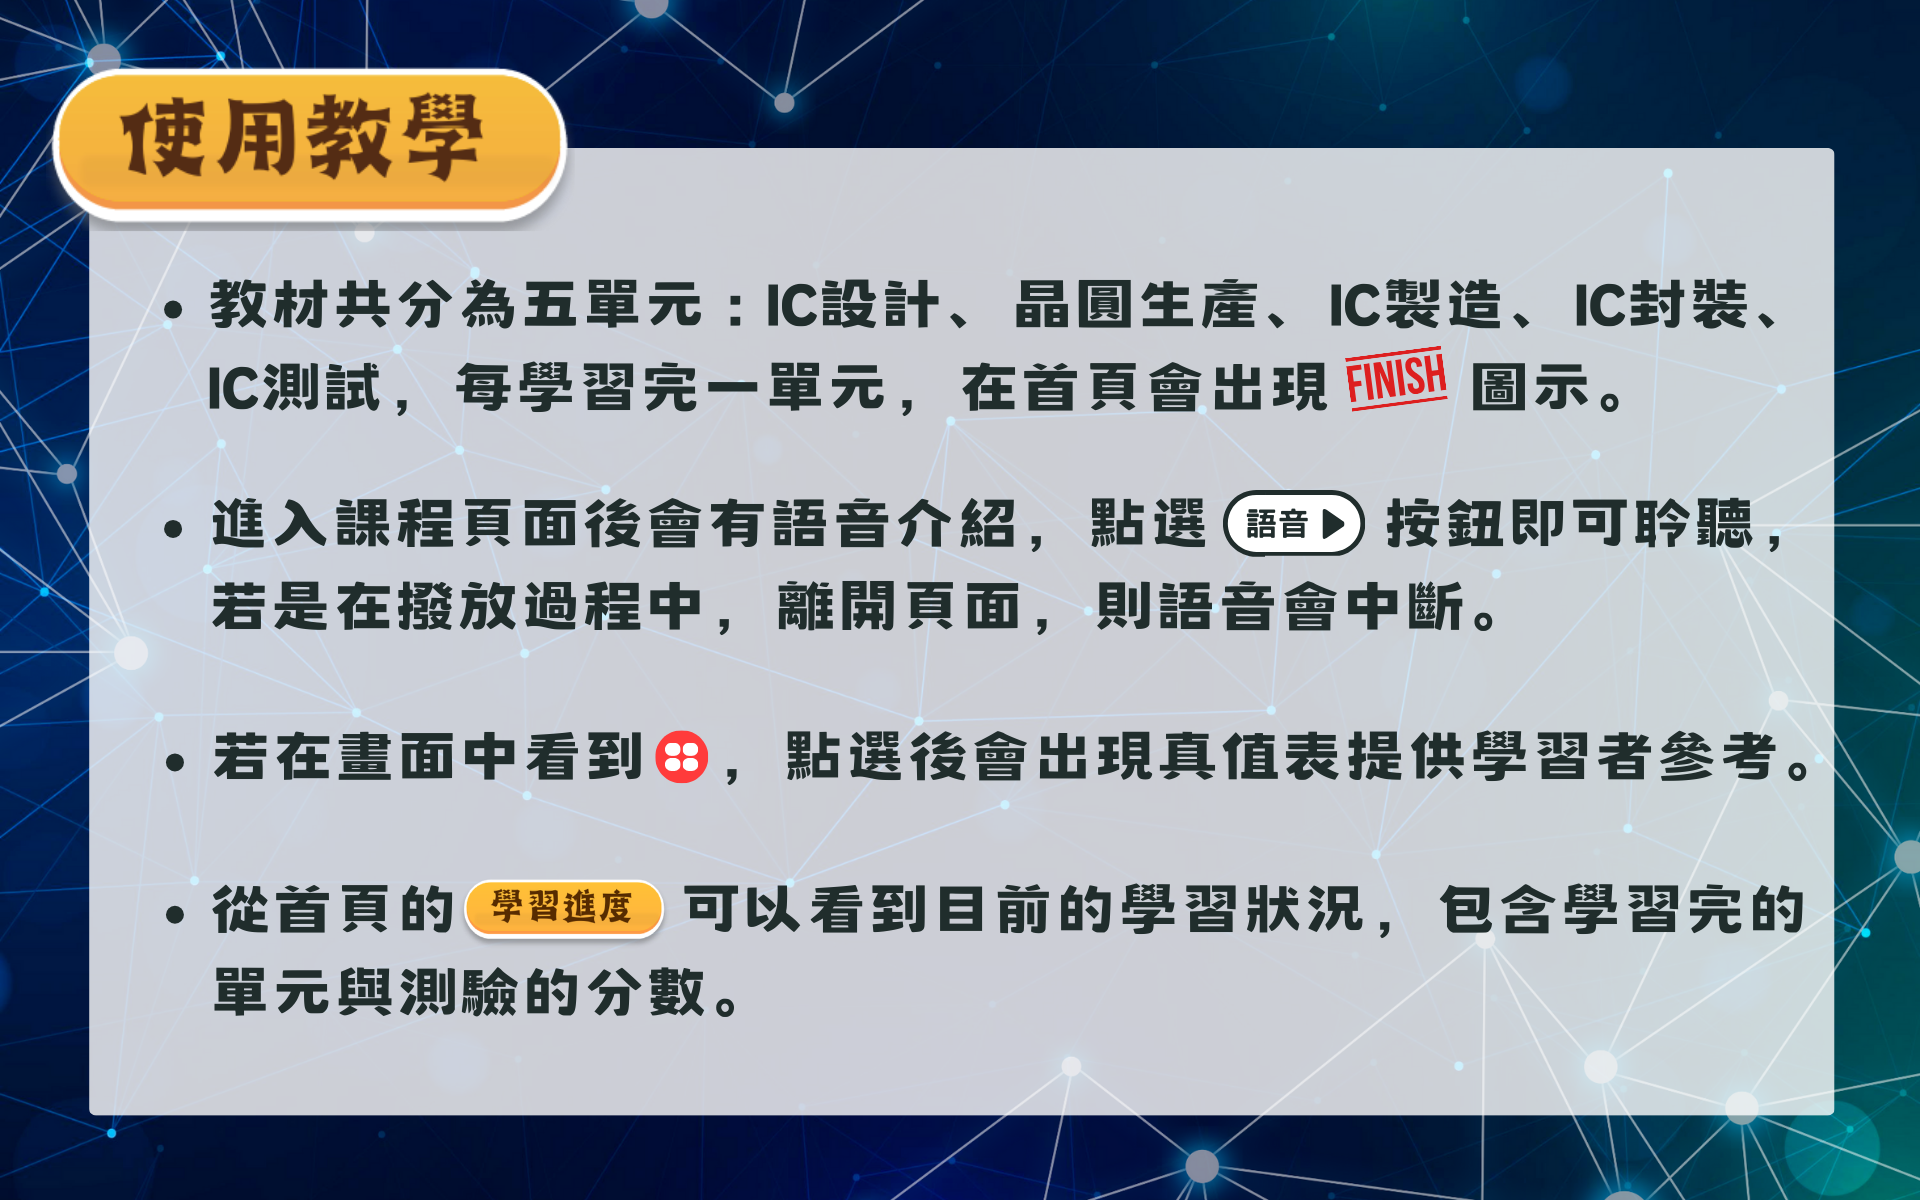 使用教學
• 教材共分為五單元：IC設計、晶圓生產、IC製造、IC封裝、
IC測試，每學習完一單元，在首頁會出現 FINISH 圖示。
• 進入課程頁面後會有語音介紹，點選 語音 按鈕即可聆聽，
若是在撥放過程中，離開頁面，則語音會中斷。
• 若在畫面中看到，點選後會出現真值表提供學習者參考。
• 從首頁的 學習進度 可以看到目前的學習狀況，包含學習完的
單元與測驗的分數。